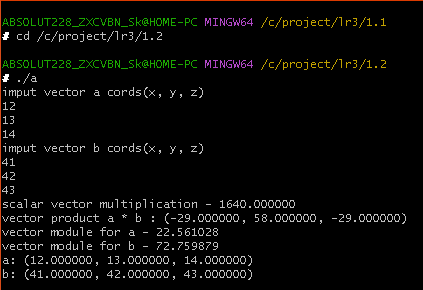 ABSOLUT228_ZXCVBN_Sk@HOME-PC MINGW64 /c/project/lr3/1.1
# cd /c/project/lr3/1.2
ABSOLUT228_ZXCVBN_Sk@HOME-PC MINGW64 /c/project/lr3/1.2
# ./a
imput vector a cords(x, y, z)
12
13
14
imput vector b cords(x, y, z)
41
42
43
scalar vector multiplication - 1640.000000
vector product a * b : (-29.000000, 58.000000, -29.000000)
vector module for a - 22.561028
vector module for b - 72.759879
a: (12.000000, 13.000000, 14.000000)
b: (41.000000, 42.000000, 43.000000)